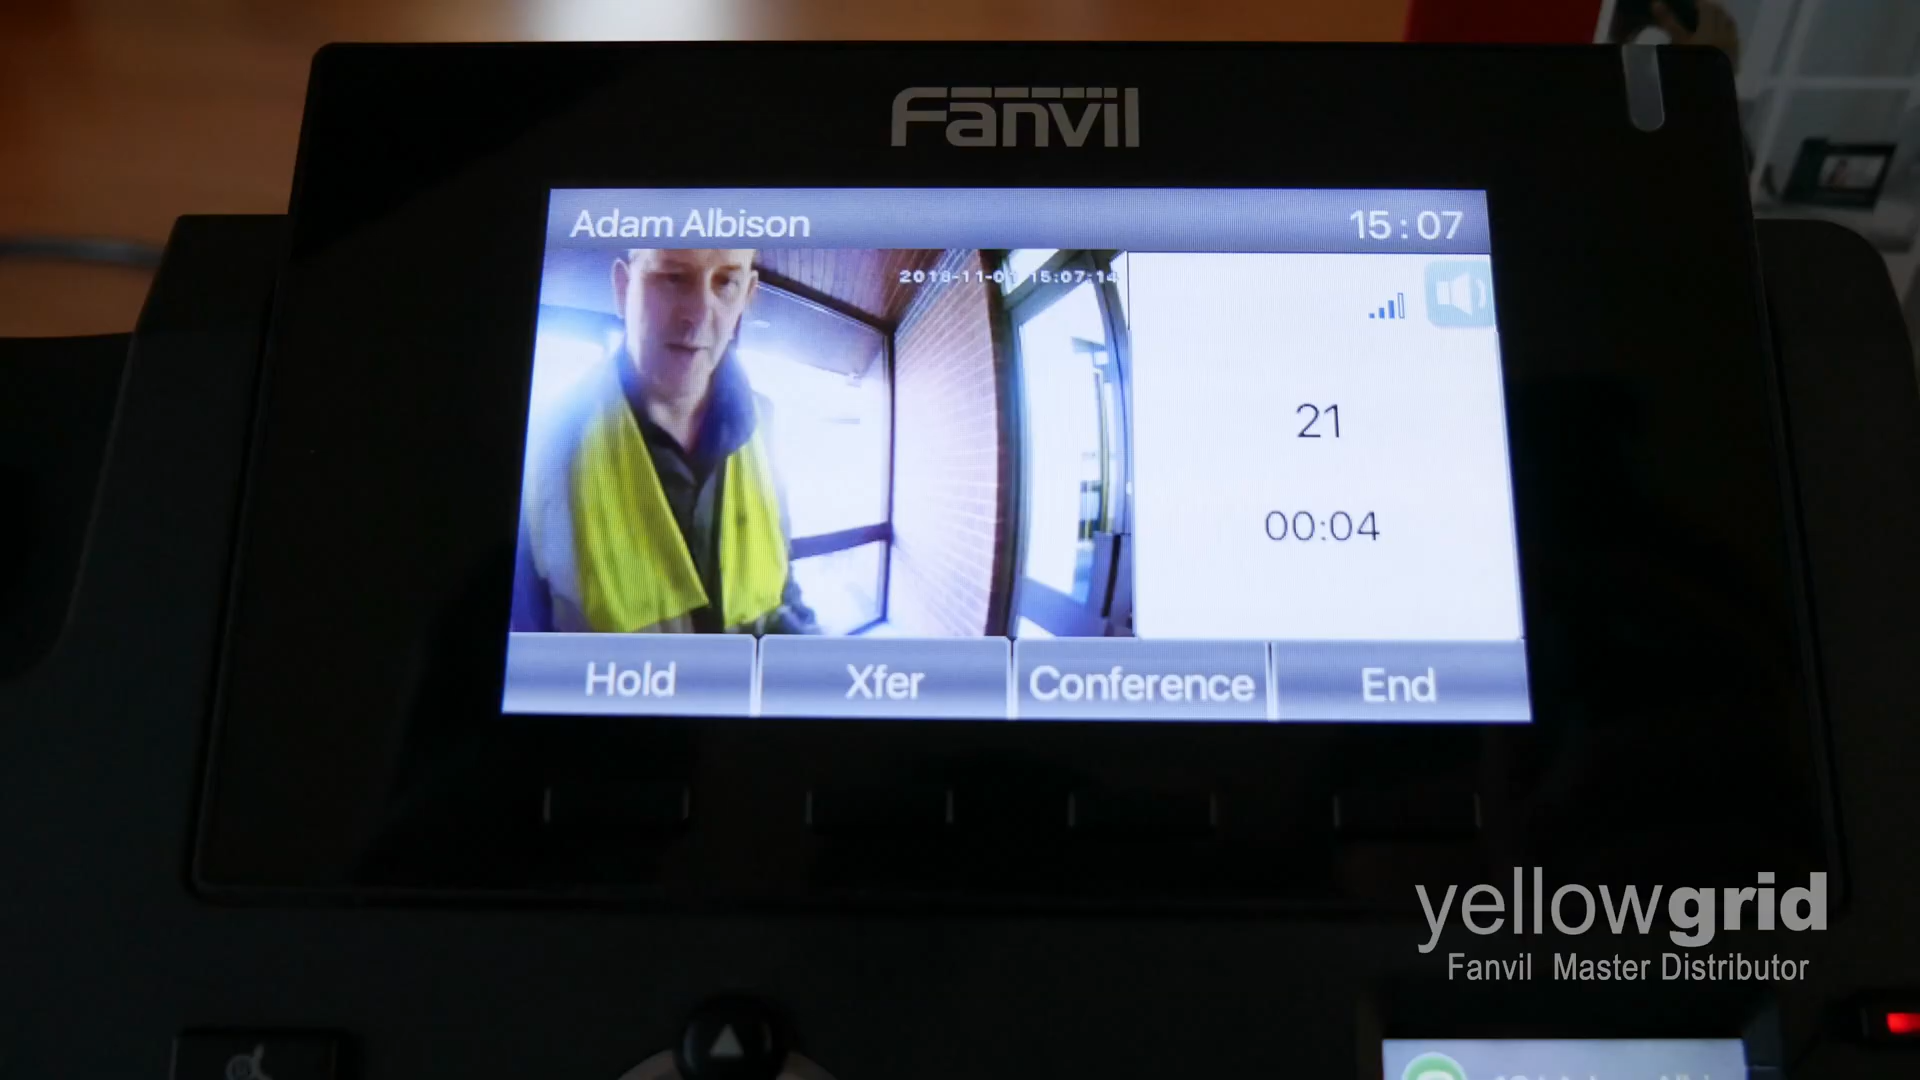 Fanvil
Adam Albison 15:07
2018-11-01 15:07:14
21
00:04
Hold Xfer Conference End
yellowgrid
Fanvil Master Distributor